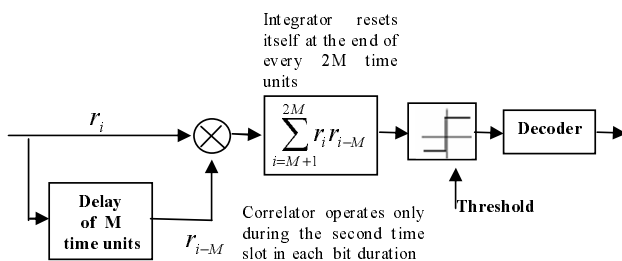 Integrator resets
itself at the end of
every 2M time
units
r_i
2M
∑ r_i r_{i-M}
i=M+1
Decoder
Delay
of M
time units
r_{i-M}
Threshold
Correlator operates only
during the second time
slot in each bit duration